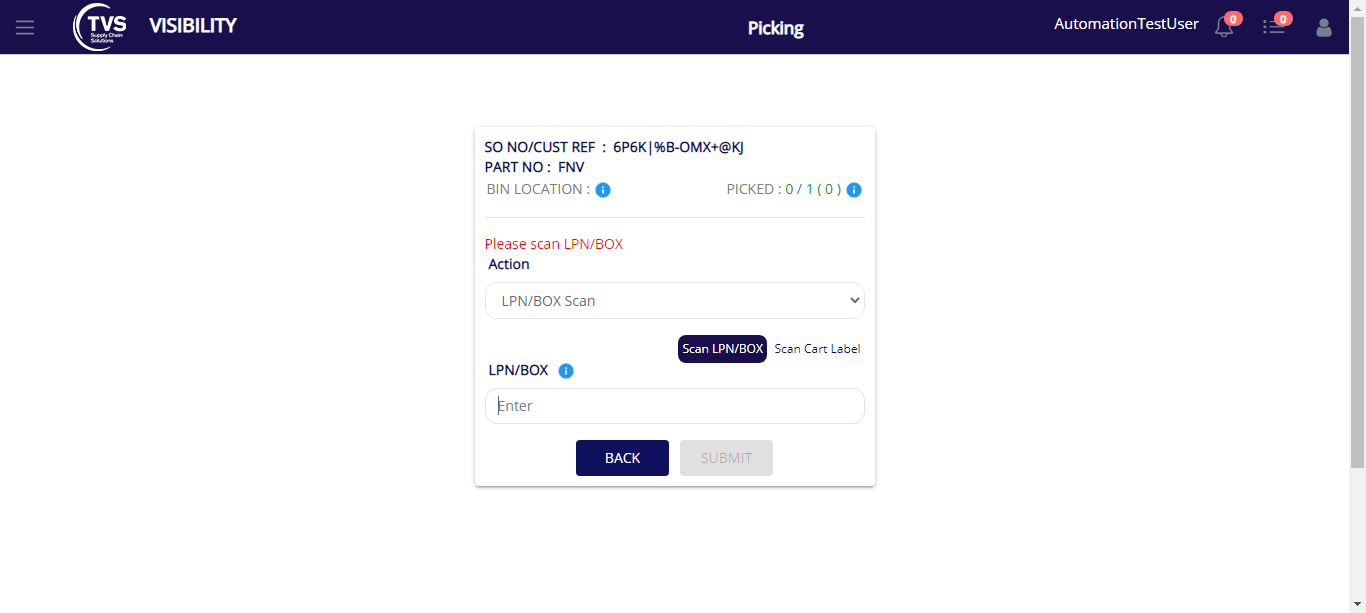 TVS
Supply Chain
Solutions
VISIBILITY
Picking
AutomationTestUser
0
0
SO NO/CUST REF : 6P6K|%B-OMX+@KJ
PART NO : FNV
BIN LOCATION :
PICKED : 0 / 1 ( 0 )
Please scan LPN/BOX
Action
LPN/BOX Scan
Scan LPN/BOX
Scan Cart Label
LPN/BOX
Enter
BACK
SUBMIT